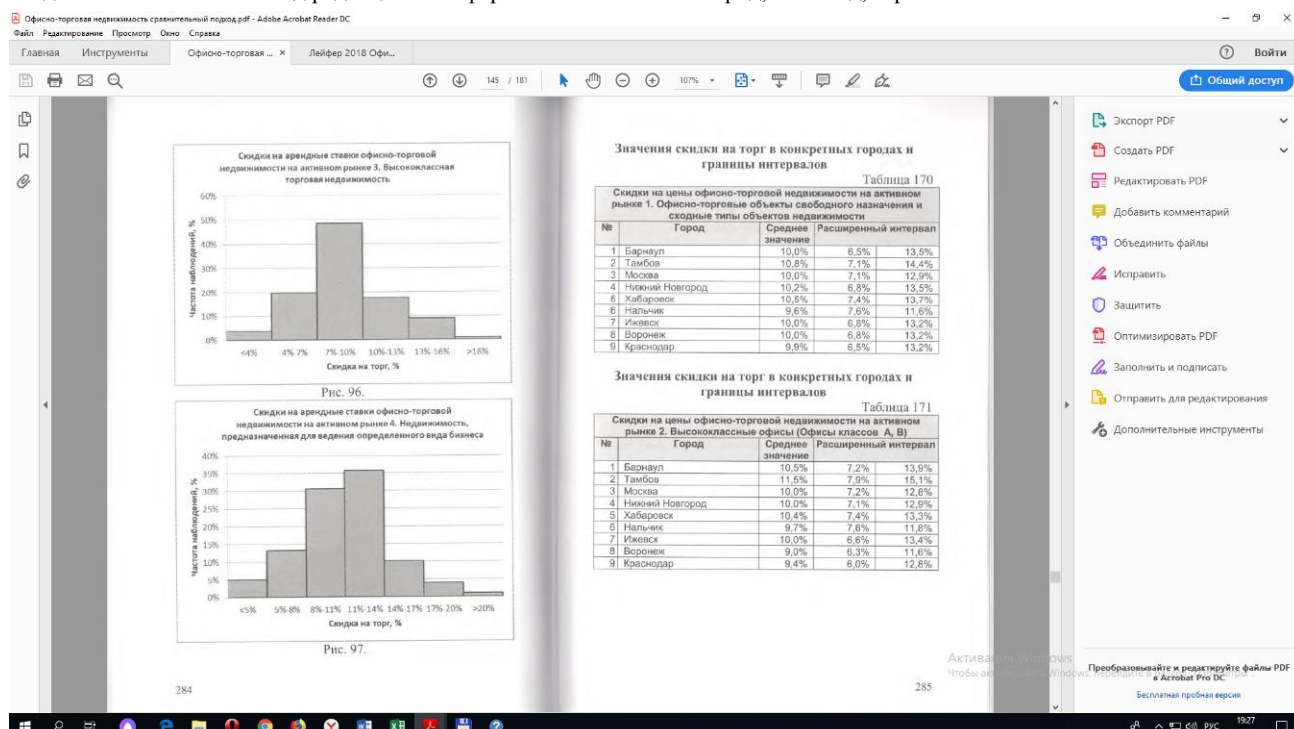 Офисно-торговая недвижимость сравнительный подход.pdf - Adobe Acrobat Reader DC
Файл Редактирование Просмотр Окно Справка
Главная Инструменты Офисно-торговая ... × Лейфер 2018 Офи... Войти
145 / 181 107% Общий доступ
Скидки на арендные ставки офисно-торговой
недвижимости на активном рынке 3. Высококлассная
торговая недвижимость
60%
50%
40%
30%
20%
10%
0%
Частота наблюдений, %
<4% 4%-7% 7%-10% 10%-13% 13%-16% >16%
Скидка на торг, %
Рис. 96.
Скидки на арендные ставки офисно-торговой
недвижимости на активном рынке 4. Недвижимость,
предназначенная для ведения определенного вида бизнеса
40%
35%
30%
25%
20%
15%
10%
5%
0%
Частота наблюдений, %
<5% 5%-8% 8%-11% 11%-14% 14%-17% 17%-20% >20%
Скидка на торг, %
Рис. 97.
284
Значения скидки на торг в конкретных городах и
границы интервалов
Таблица 170
Скидки на цены офисно-торговой недвижимости на активном
рынке 1. Офисно-торговые объекты свободного назначения и
сходные типы объектов недвижимости
№ Город Среднее Расширенный интервал
значение
1 Барнаул 10,0% 6,5% 13,5%
2 Тамбов 10,8% 7,1% 14,4%
3 Москва 10,0% 7,1% 12,9%
4 Нижний Новгород 10,2% 6,8% 13,5%
5 Хабаровск 10,5% 7,4% 13,7%
6 Нальчик 9,6% 7,6% 11,6%
7 Ижевск 10,0% 6,8% 13,2%
8 Воронеж 10,0% 6,8% 13,2%
9 Краснодар 9,9% 6,5% 13,2%
Значения скидки на торг в конкретных городах и
границы интервалов
Таблица 171
Скидки на цены офисно-торговой недвижимости на активном
рынке 2. Высококлассные офисы (Офисы классов А, В)
№ Город Среднее Расширенный интервал
значение
1 Барнаул 10,5% 7,2% 13,9%
2 Тамбов 11,5% 7,9% 15,1%
3 Москва 10,0% 7,2% 12,8%
4 Нижний Новгород 10,0% 7,1% 12,9%
5 Хабаровск 10,4% 7,4% 13,3%
6 Нальчик 9,7% 7,6% 11,8%
7 Ижевск 10,0% 6,6% 13,4%
8 Воронеж 9,0% 6,3% 11,6%
9 Краснодар 9,4% 6,0% 12,8%
285
Экспорт PDF
Создать PDF
Редактировать PDF
Добавить комментарий
Объединить файлы
Исправить
Защитить
Оптимизировать PDF
Заполнить и подписать
Отправить для редактирования
Дополнительные инструменты
Активация Windows
Преобразовывайте и редактируйте файлы PDF
в Acrobat Pro DC
Бесплатная пробная версия
РУС 19:27